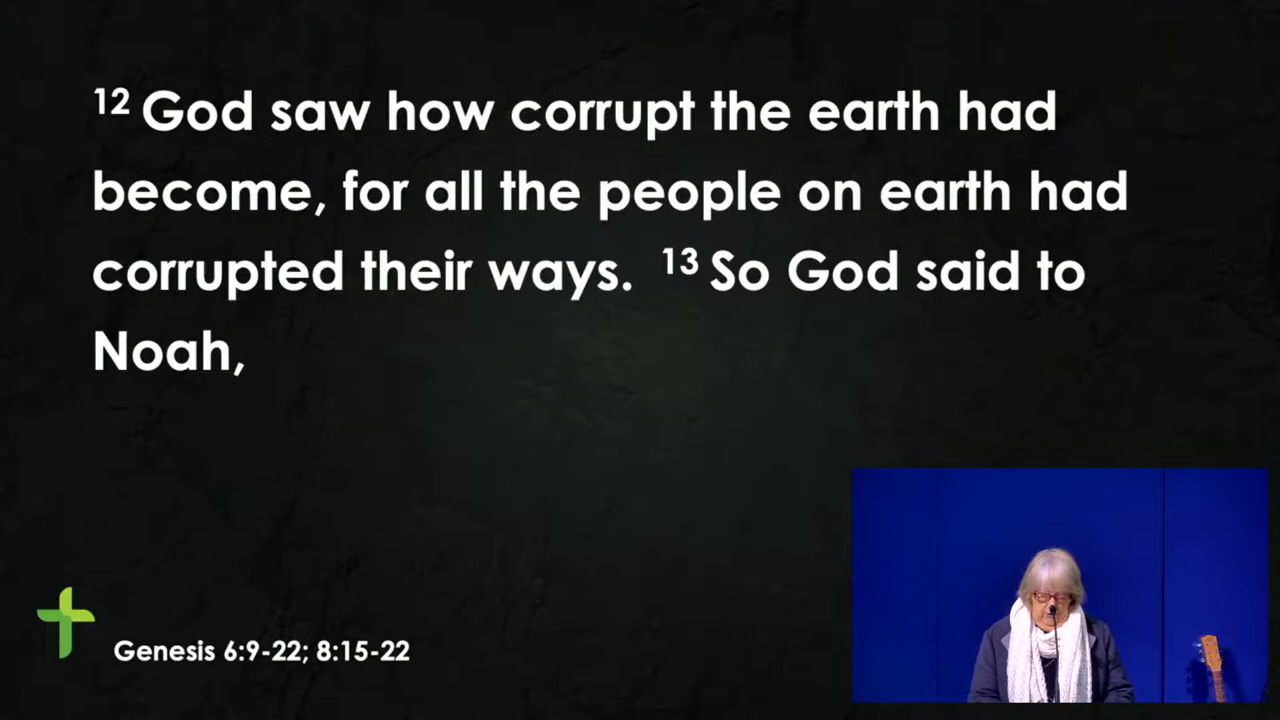 12 God saw how corrupt the earth had
become, for all the people on earth had
corrupted their ways. 13 So God said to
Noah,
Genesis 6:9-22; 8:15-22